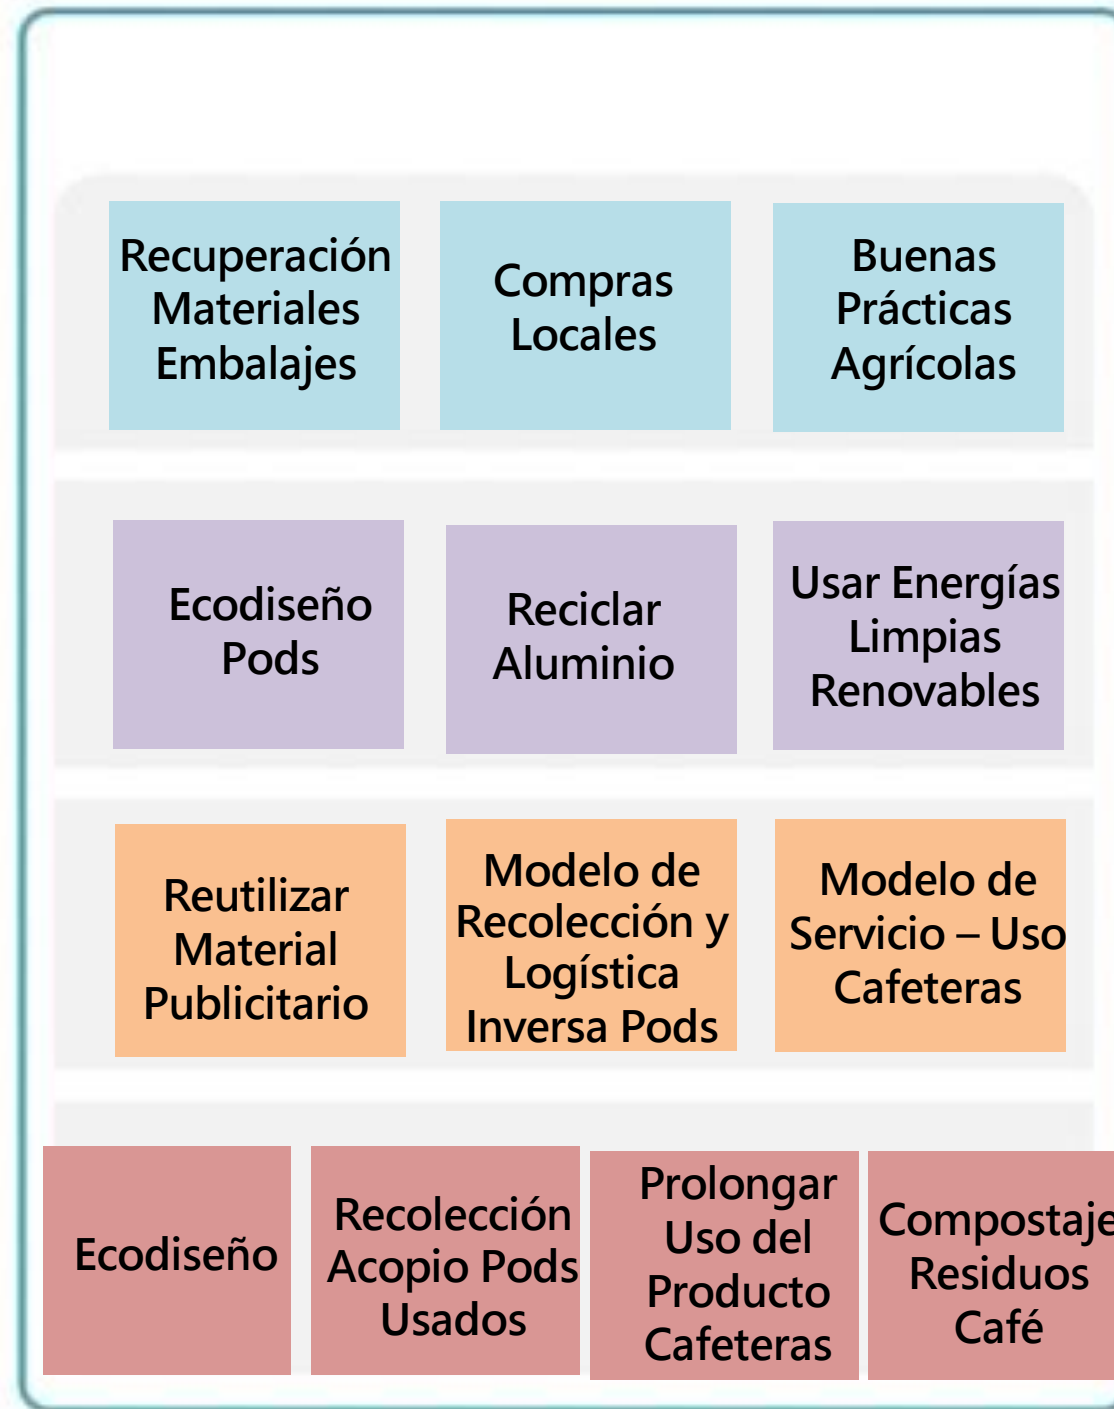 Recuperación
Materiales
Embalajes
Compras
Locales
Buenas
Prácticas
Agrícolas
Ecodiseño
Pods
Reciclar
Aluminio
Usar Energías
Limpias
Renovables
Reutilizar
Material
Publicitario
Modelo de
Recolección y
Logística
Inversa Pods
Modelo de
Servicio – Uso
Cafeteras
Ecodiseño
Recolección
Acopio Pods
Usados
Prolongar
Uso del
Producto
Cafeteras
Compostaje
Residuos
Café